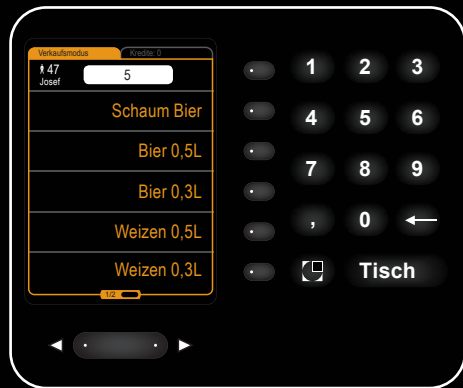 Verkaufsmodus Kredite: 0
47 5
Josef
Schaum Bier
Bier 0,5L
Bier 0,3L
Weizen 0,5L
Weizen 0,3L
1/2
1 2 3
4 5 6
7 8 9
, 0 ←
Tisch